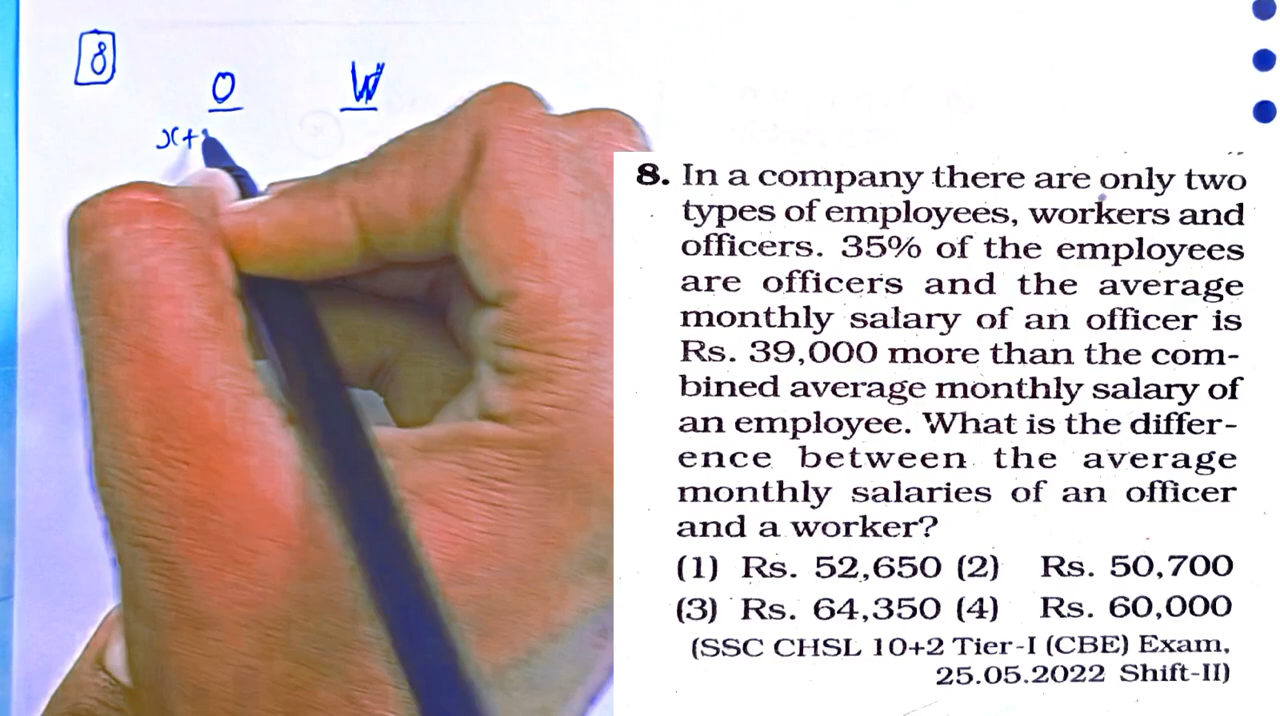 8
O W
x+
8. In a company there are only two
types of employees, workers and
officers. 35% of the employees
are officers and the average
monthly salary of an officer is
Rs. 39,000 more than the com-
bined average monthly salary of
an employee. What is the differ-
ence between the average
monthly salaries of an officer
and a worker?
(1) Rs. 52,650 (2) Rs. 50,700
(3) Rs. 64,350 (4) Rs. 60,000
(SSC CHSL 10+2 Tier-I (CBE) Exam,
25.05.2022 Shift-II)